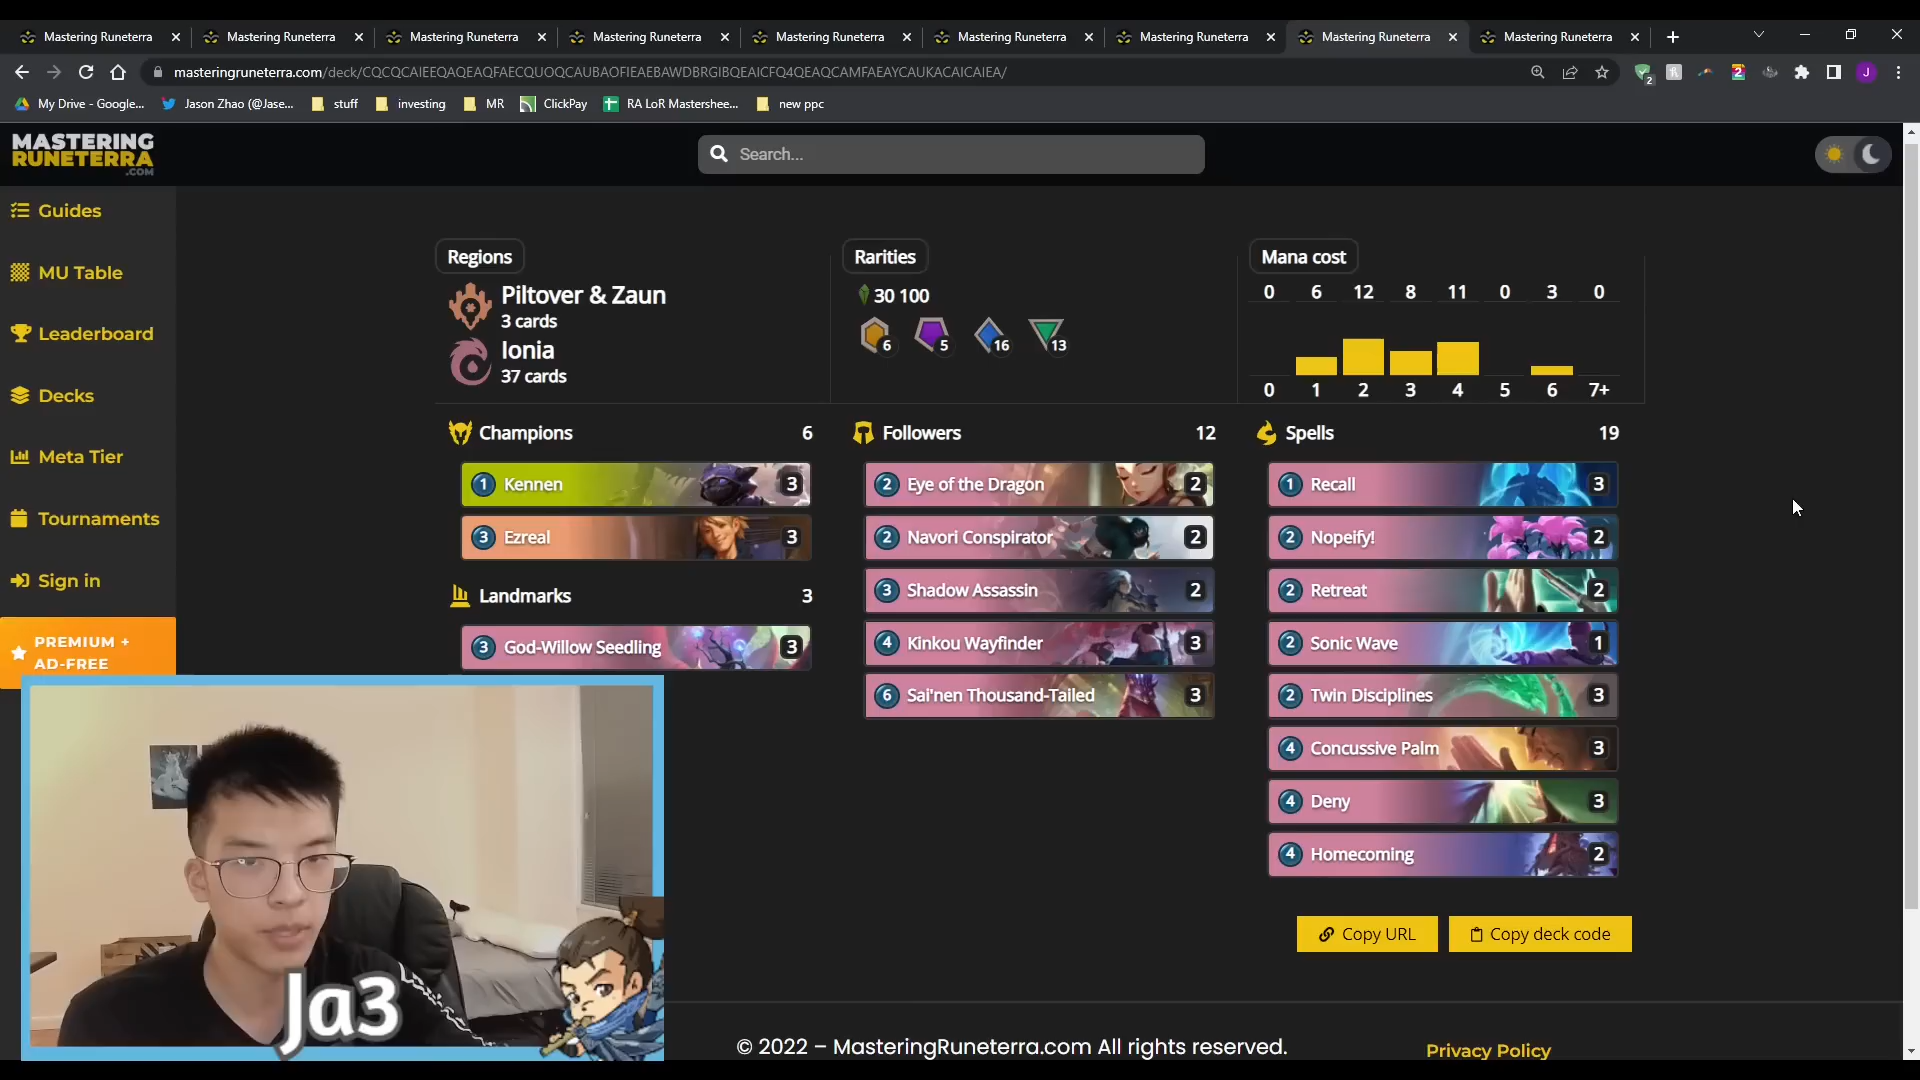 Mastering Runeterra
Mastering Runeterra
Mastering Runeterra
Mastering Runeterra
Mastering Runeterra
Mastering Runeterra
Mastering Runeterra
Mastering Runeterra
Mastering Runeterra
masteringruneterra.com/deck/CQCQCAIEEQAQEAQFAECQUOQCAUBAOFIEAEBAWDBRGIBQEAICFQ4QEAQCAMFAEAYCAUKACAICAIEA/
2
2
J
My Drive - Google...
Jason Zhao (@Jase...
stuff
investing
MR
ClickPay
RA LoR Mastershee...
new ppc
MASTERING
RUNETERRA
.COM
Search...
Guides
MU Table
Leaderboard
Decks
Meta Tier
Tournaments
Sign in
PREMIUM +
AD-FREE
Regions
Piltover & Zaun
3 cards
Ionia
37 cards
Rarities
30 100
6 5 16 13
Mana cost
0 6 12 8 11 0 3 0
0 1 2 3 4 5 6 7+
Champions 6
1 Kennen 3
3 Ezreal 3
Landmarks 3
3 God-Willow Seedling 3
Followers 12
2 Eye of the Dragon 2
2 Navori Conspirator 2
3 Shadow Assassin 2
4 Kinkou Wayfinder 3
6 Sai'nen Thousand-Tailed 3
Spells 19
1 Recall 3
2 Nopeify! 2
2 Retreat 2
2 Sonic Wave 1
2 Twin Disciplines 3
4 Concussive Palm 3
4 Deny 3
4 Homecoming 2
Copy URL
Copy deck code
Ja3
© 2022 – MasteringRuneterra.com All rights reserved.
Privacy Policy